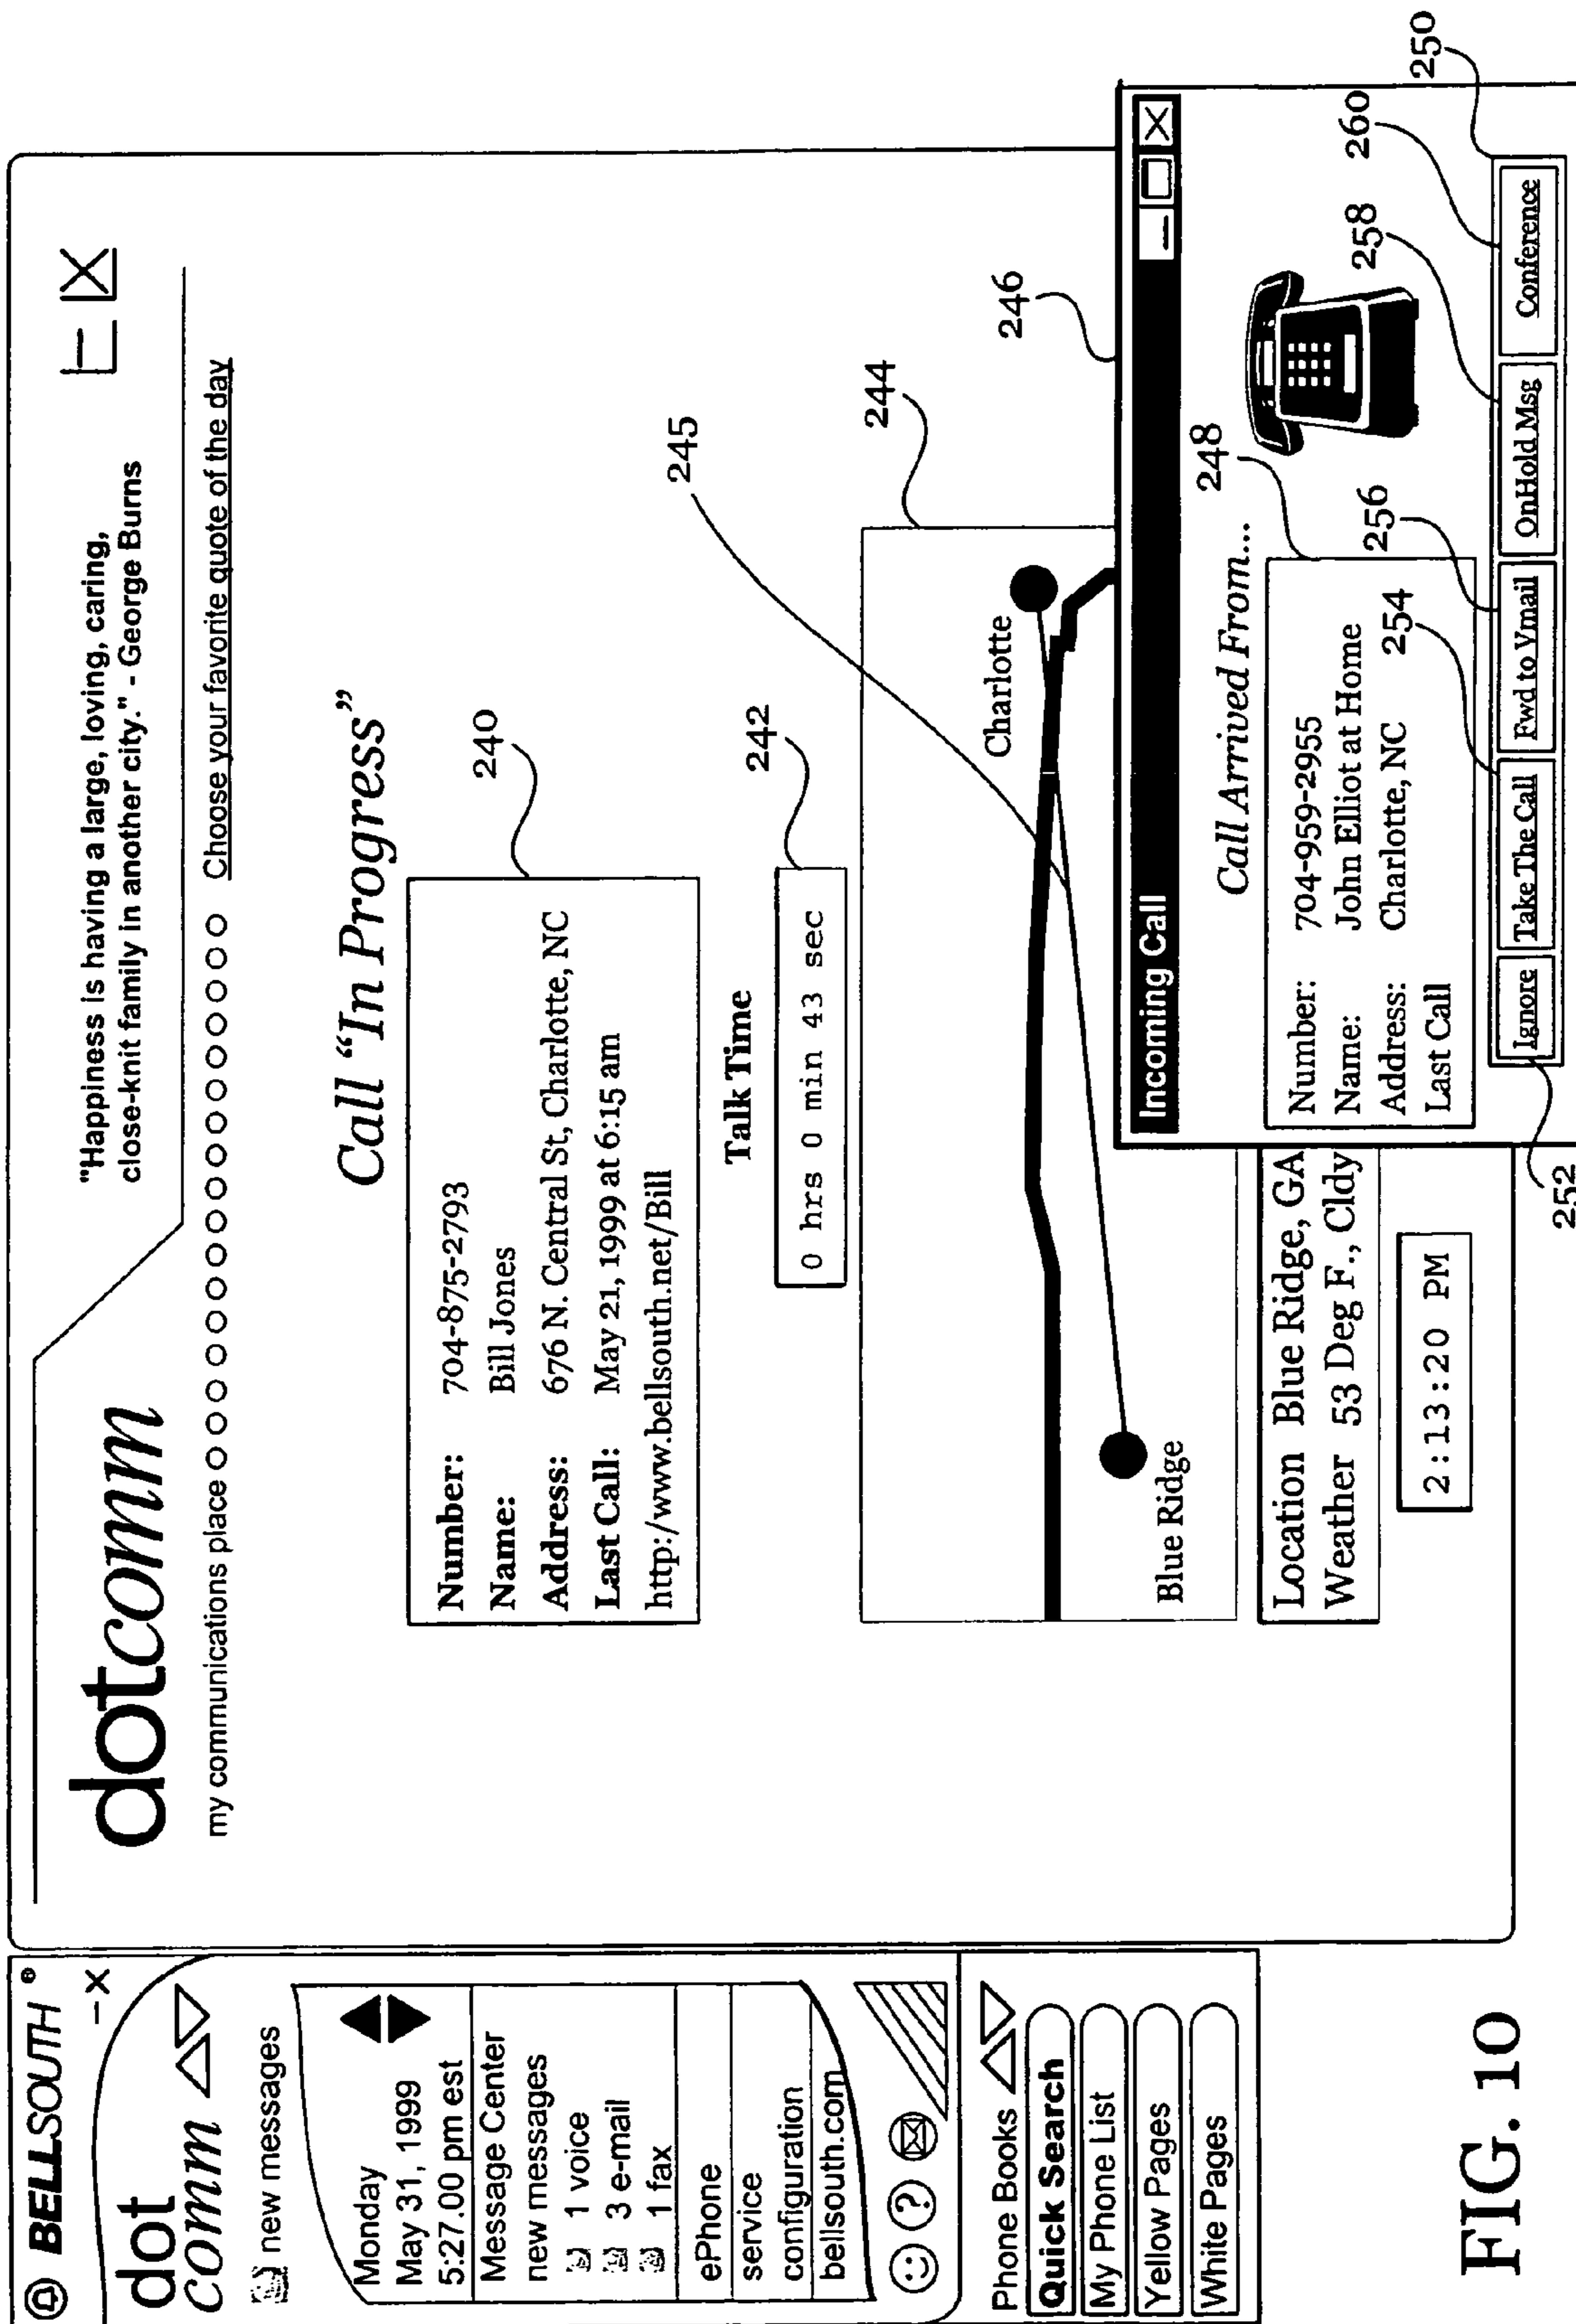 BELLSOUTH ®
– X
dot
comm
new messages
Monday
May 31, 1999
5:27.00 pm est
Message Center
new messages
1 voice
3 e-mail
1 fax
ePhone
service
configuration
bellsouth.com
?
Phone Books
Quick Search
My Phone List
Yellow Pages
White Pages
dotcomm
"Happiness is having a large, loving, caring,
close-knit family in another city." - George Burns
my communications place Choose your favorite quote of the day
Call “In Progress”
Number: 704-875-2793
Name: Bill Jones
Address: 676 N. Central St, Charlotte, NC
Last Call: May 21, 1999 at 6:15 am
http:/www.bellsouth.net/Bill
240
Talk Time
0 hrs 0 min 43 sec
242
245
244
Charlotte
Blue Ridge
Location Blue Ridge, GA
Weather 53 Deg F., Cldy
2:13:20 PM
246
Incoming Call
Call Arrived From...
248
Number: 704-959-2955
Name: John Elliot at Home
Address: Charlotte, NC
Last Call
254
256
258
260
250
Ignore Take The Call Fwd to Vmail OnHold Msg Conference
252
FIG. 10